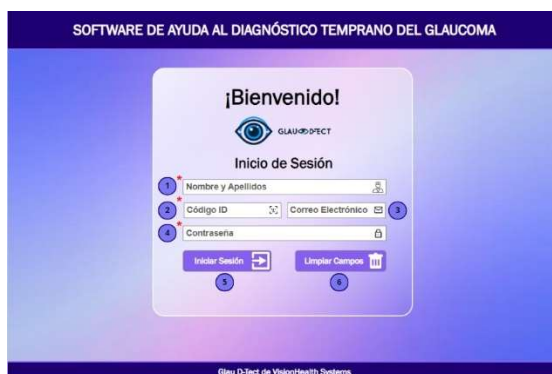 SOFTWARE DE AYUDA AL DIAGNÓSTICO TEMPRANO DEL GLAUCOMA
¡Bienvenido!
GLAU D-TECT
Inicio de Sesión
1 * Nombre y Apellidos
2 * Código ID Correo Electrónico 3
4 * Contraseña
Iniciar Sesión Limpiar Campos
5 6
Glau D-Tect de VisionHealth Systems